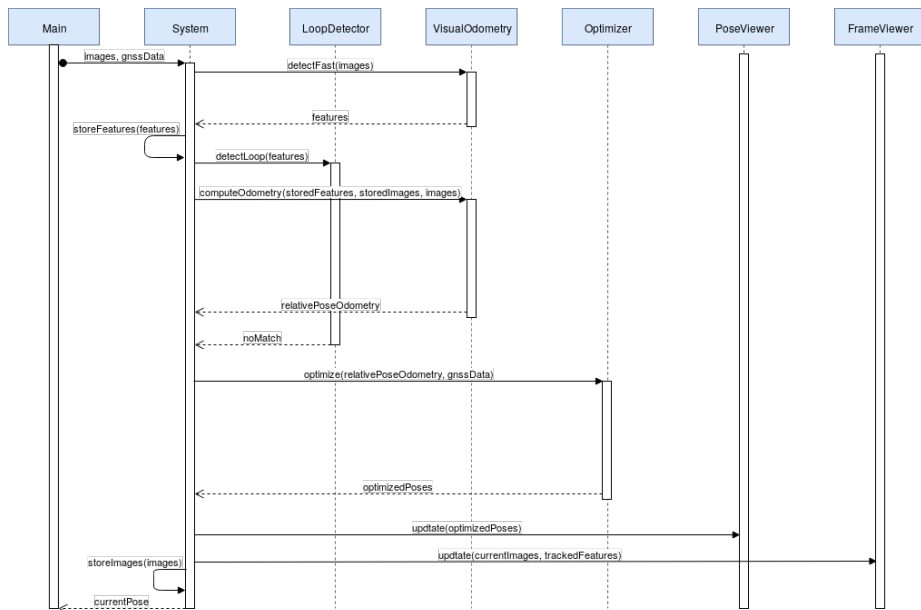 Main
System
LoopDetector
VisualOdometry
Optimizer
PoseViewer
FrameViewer
images, gnssData
detectFast(images)
features
storeFeatures(features)
detectLoop(features)
computeOdometry(storedFeatures, storedImages, images)
relativePoseOdometry
noMatch
optimize(relativePoseOdometry, gnssData)
optimizedPoses
updtate(optimizedPoses)
updtate(currentImages, trackedFeatures)
storeImages(images)
currentPose